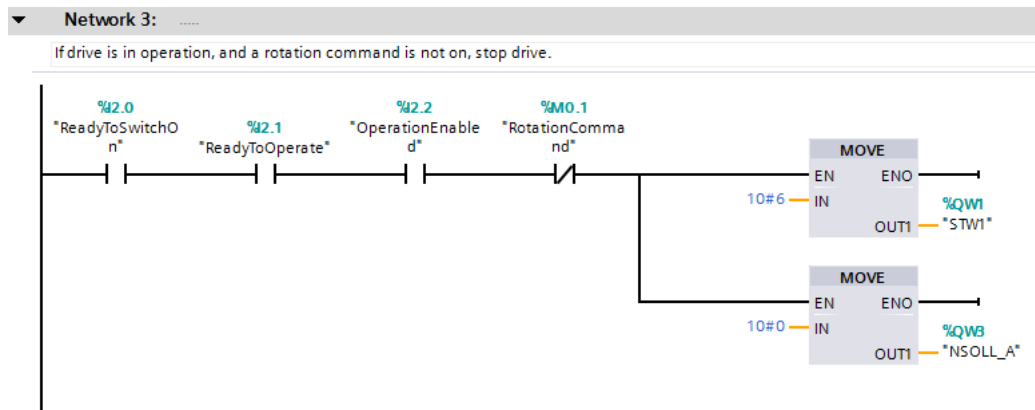 Network 3: .....
If drive is in operation, and a rotation command is not on, stop drive.
%I2.0
"ReadyToSwitchO
n"
%I2.1
"ReadyToOperate"
%I2.2
"OperationEnable
d"
%M0.1
"RotationComma
nd"
MOVE
EN ENO
10#6 IN
%QW1
OUT1 "STW1"
MOVE
EN ENO
10#0 IN
%QW3
OUT1 "NSOLL_A"